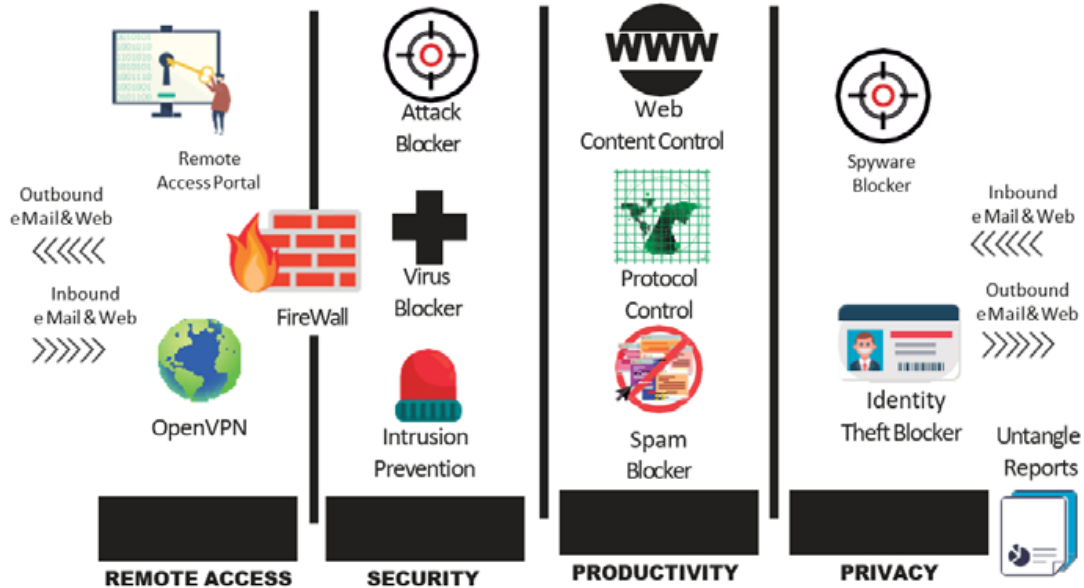 Remote
Access Portal
Outbound
eMail & Web
Inbound
eMail & Web
OpenVPN
FireWall
REMOTE ACCESS
Attack
Blocker
Virus
Blocker
Intrusion
Prevention
SECURITY
WWW
Web
Content Control
Protocol
Control
Spam
Blocker
PRODUCTIVITY
Spyware
Blocker
Inbound
eMail & Web
Outbound
eMail & Web
Identity
Theft Blocker
PRIVACY
Untangle
Reports